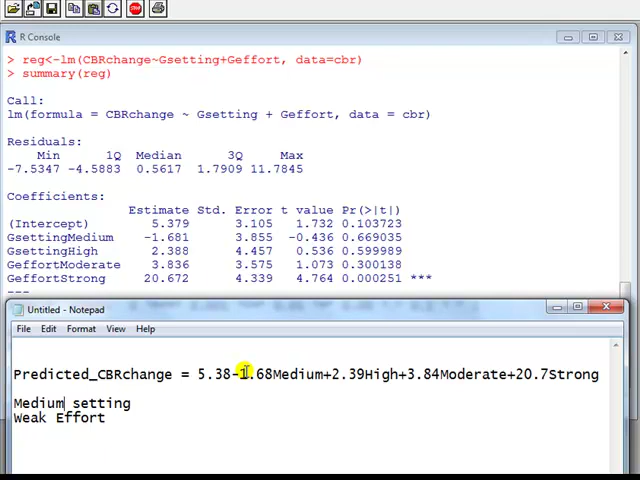 R Console
> reg<-lm(CBRchange~Gsetting+Geffort, data=cbr)
> summary(reg)
Call:
lm(formula = CBRchange ~ Gsetting + Geffort, data = cbr)
Residuals:
Min 1Q Median 3Q Max
-7.5347 -4.5883 0.5617 1.7909 11.7845
Coefficients:
Estimate Std. Error t value Pr(>|t|)
(Intercept) 5.379 3.105 1.732 0.103723
GsettingMedium -1.681 3.855 -0.436 0.669035
GsettingHigh 2.388 4.457 0.536 0.599989
GeffortModerate 3.836 3.575 1.073 0.300138
GeffortStrong 20.672 4.339 4.764 0.000251 ***
---
Untitled - Notepad
File Edit Format View Help
Predicted_CBRchange = 5.38-1.68Medium+2.39High+3.84Moderate+20.7Strong
Medium setting
Weak Effort